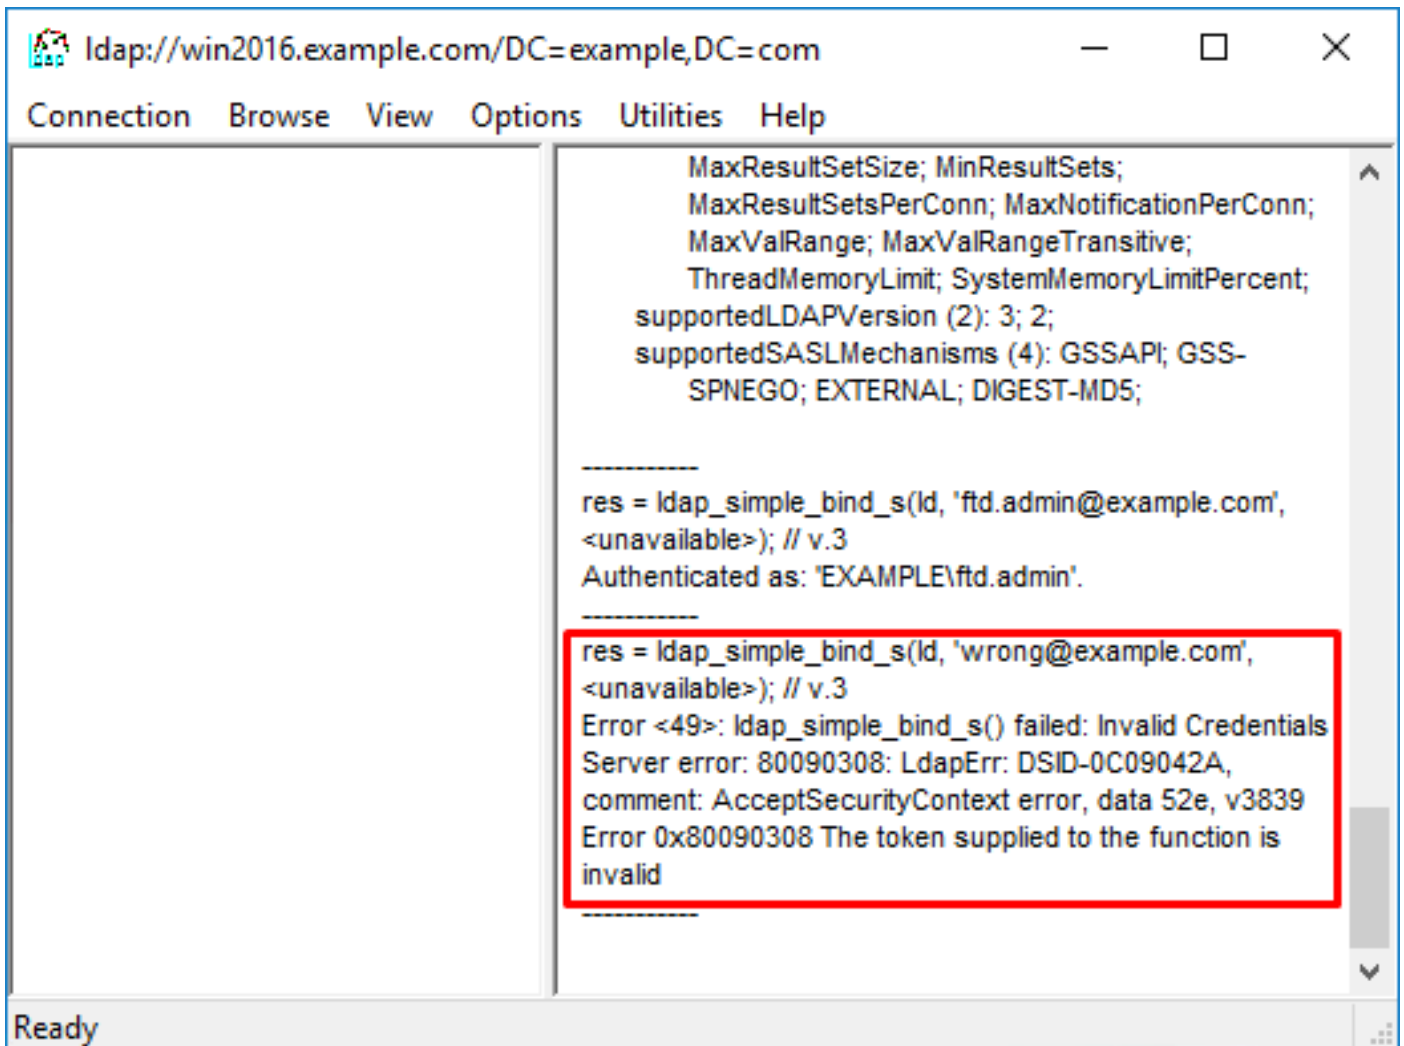 ldap://win2016.example.com/DC=example,DC=com
Connection Browse View Options Utilities Help
MaxResultSetSize; MinResultSets;
MaxResultSetsPerConn; MaxNotificationPerConn;
MaxValRange; MaxValRangeTransitive;
ThreadMemoryLimit; SystemMemoryLimitPercent;
supportedLDAPVersion (2): 3; 2;
supportedSASLMechanisms (4): GSSAPI; GSS-
SPNEGO; EXTERNAL; DIGEST-MD5;
-----------
res = ldap_simple_bind_s(ld, 'ftd.admin@example.com',
<unavailable>); // v.3
Authenticated as: 'EXAMPLE\ftd.admin'.
-----------
res = ldap_simple_bind_s(ld, 'wrong@example.com',
<unavailable>); // v.3
Error <49>: ldap_simple_bind_s() failed: Invalid Credentials
Server error: 80090308: LdapErr: DSID-0C09042A,
comment: AcceptSecurityContext error, data 52e, v3839
Error 0x80090308 The token supplied to the function is
invalid
-----------
Ready